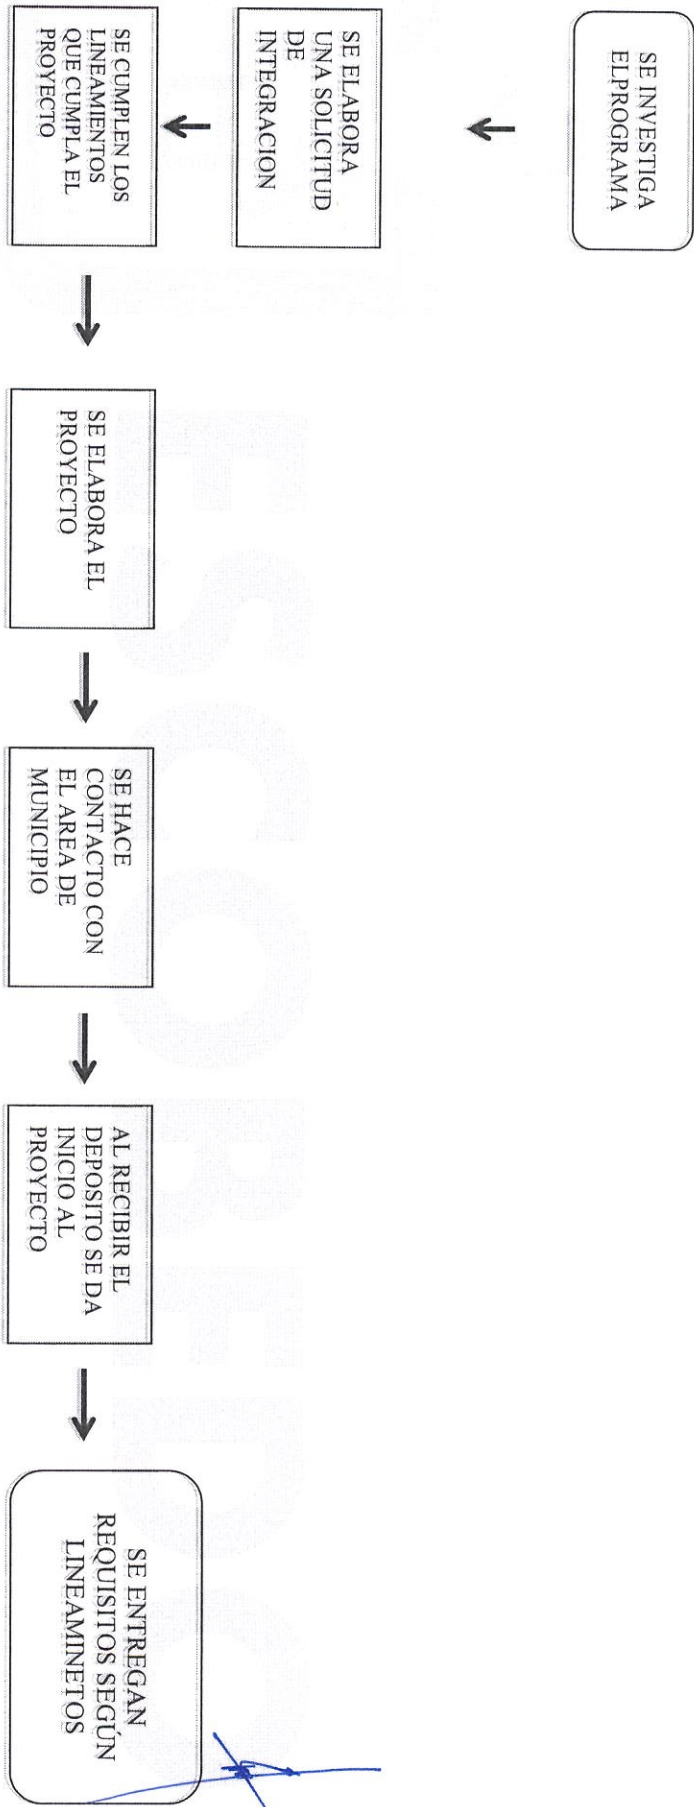 SE INVESTIGA
ELPROGRAMA
SE ELABORA
UNA SOLICITUD
DE
INTEGRACION
SE CUMPLEN LOS
LINEAMIENTOS
QUE CUMPLA EL
PROYECTO
SE ELABORA EL
PROYECTO
SE HACE
CONTACTO CON
EL AREA DE
MUNICIPIO
AL RECIBIR EL
DEPOSITO SE DA
INICIO AL
PROYECTO
SE ENTREGAN
REQUISITOS SEGÚN
LINEAMINETOS